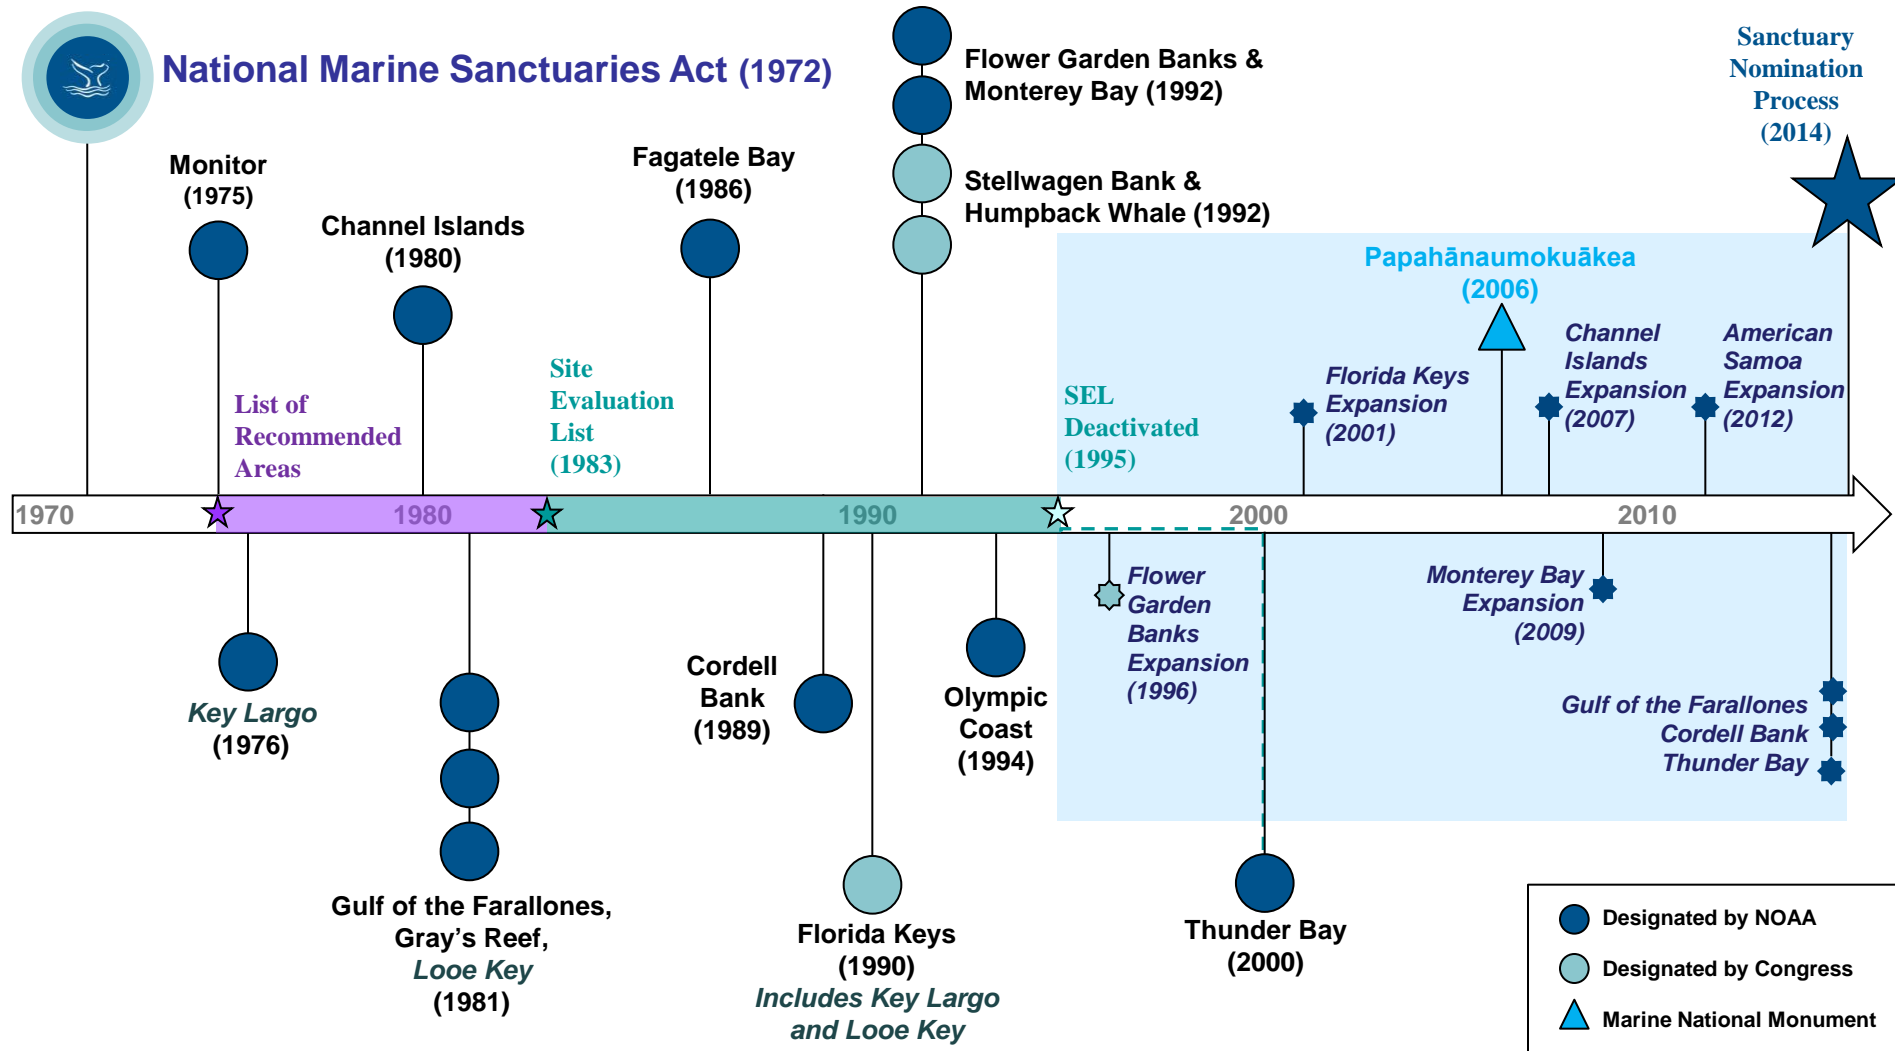 National Marine Sanctuaries Act (1972)
Monitor
(1975)
Channel Islands
(1980)
Fagatele Bay
(1986)
Flower Garden Banks &
Monterey Bay (1992)
Stellwagen Bank &
Humpback Whale (1992)
Sanctuary
Nomination
Process
(2014)
Papahānaumokuākea
(2006)
List of
Recommended
Areas
Site
Evaluation
List
(1983)
SEL
Deactivated
(1995)
Florida Keys
Expansion
(2001)
Channel
Islands
Expansion
(2007)
American
Samoa
Expansion
(2012)
1970
1980
1990
2000
2010
Key Largo
(1976)
Gulf of the Farallones,
Gray’s Reef,
Looe Key
(1981)
Cordell
Bank
(1989)
Florida Keys
(1990)
Includes Key Largo
and Looe Key
Olympic
Coast
(1994)
Flower
Garden
Banks
Expansion
(1996)
Thunder Bay
(2000)
Monterey Bay
Expansion
(2009)
Gulf of the Farallones
Cordell Bank
Thunder Bay
Designated by NOAA
Designated by Congress
Marine National Monument